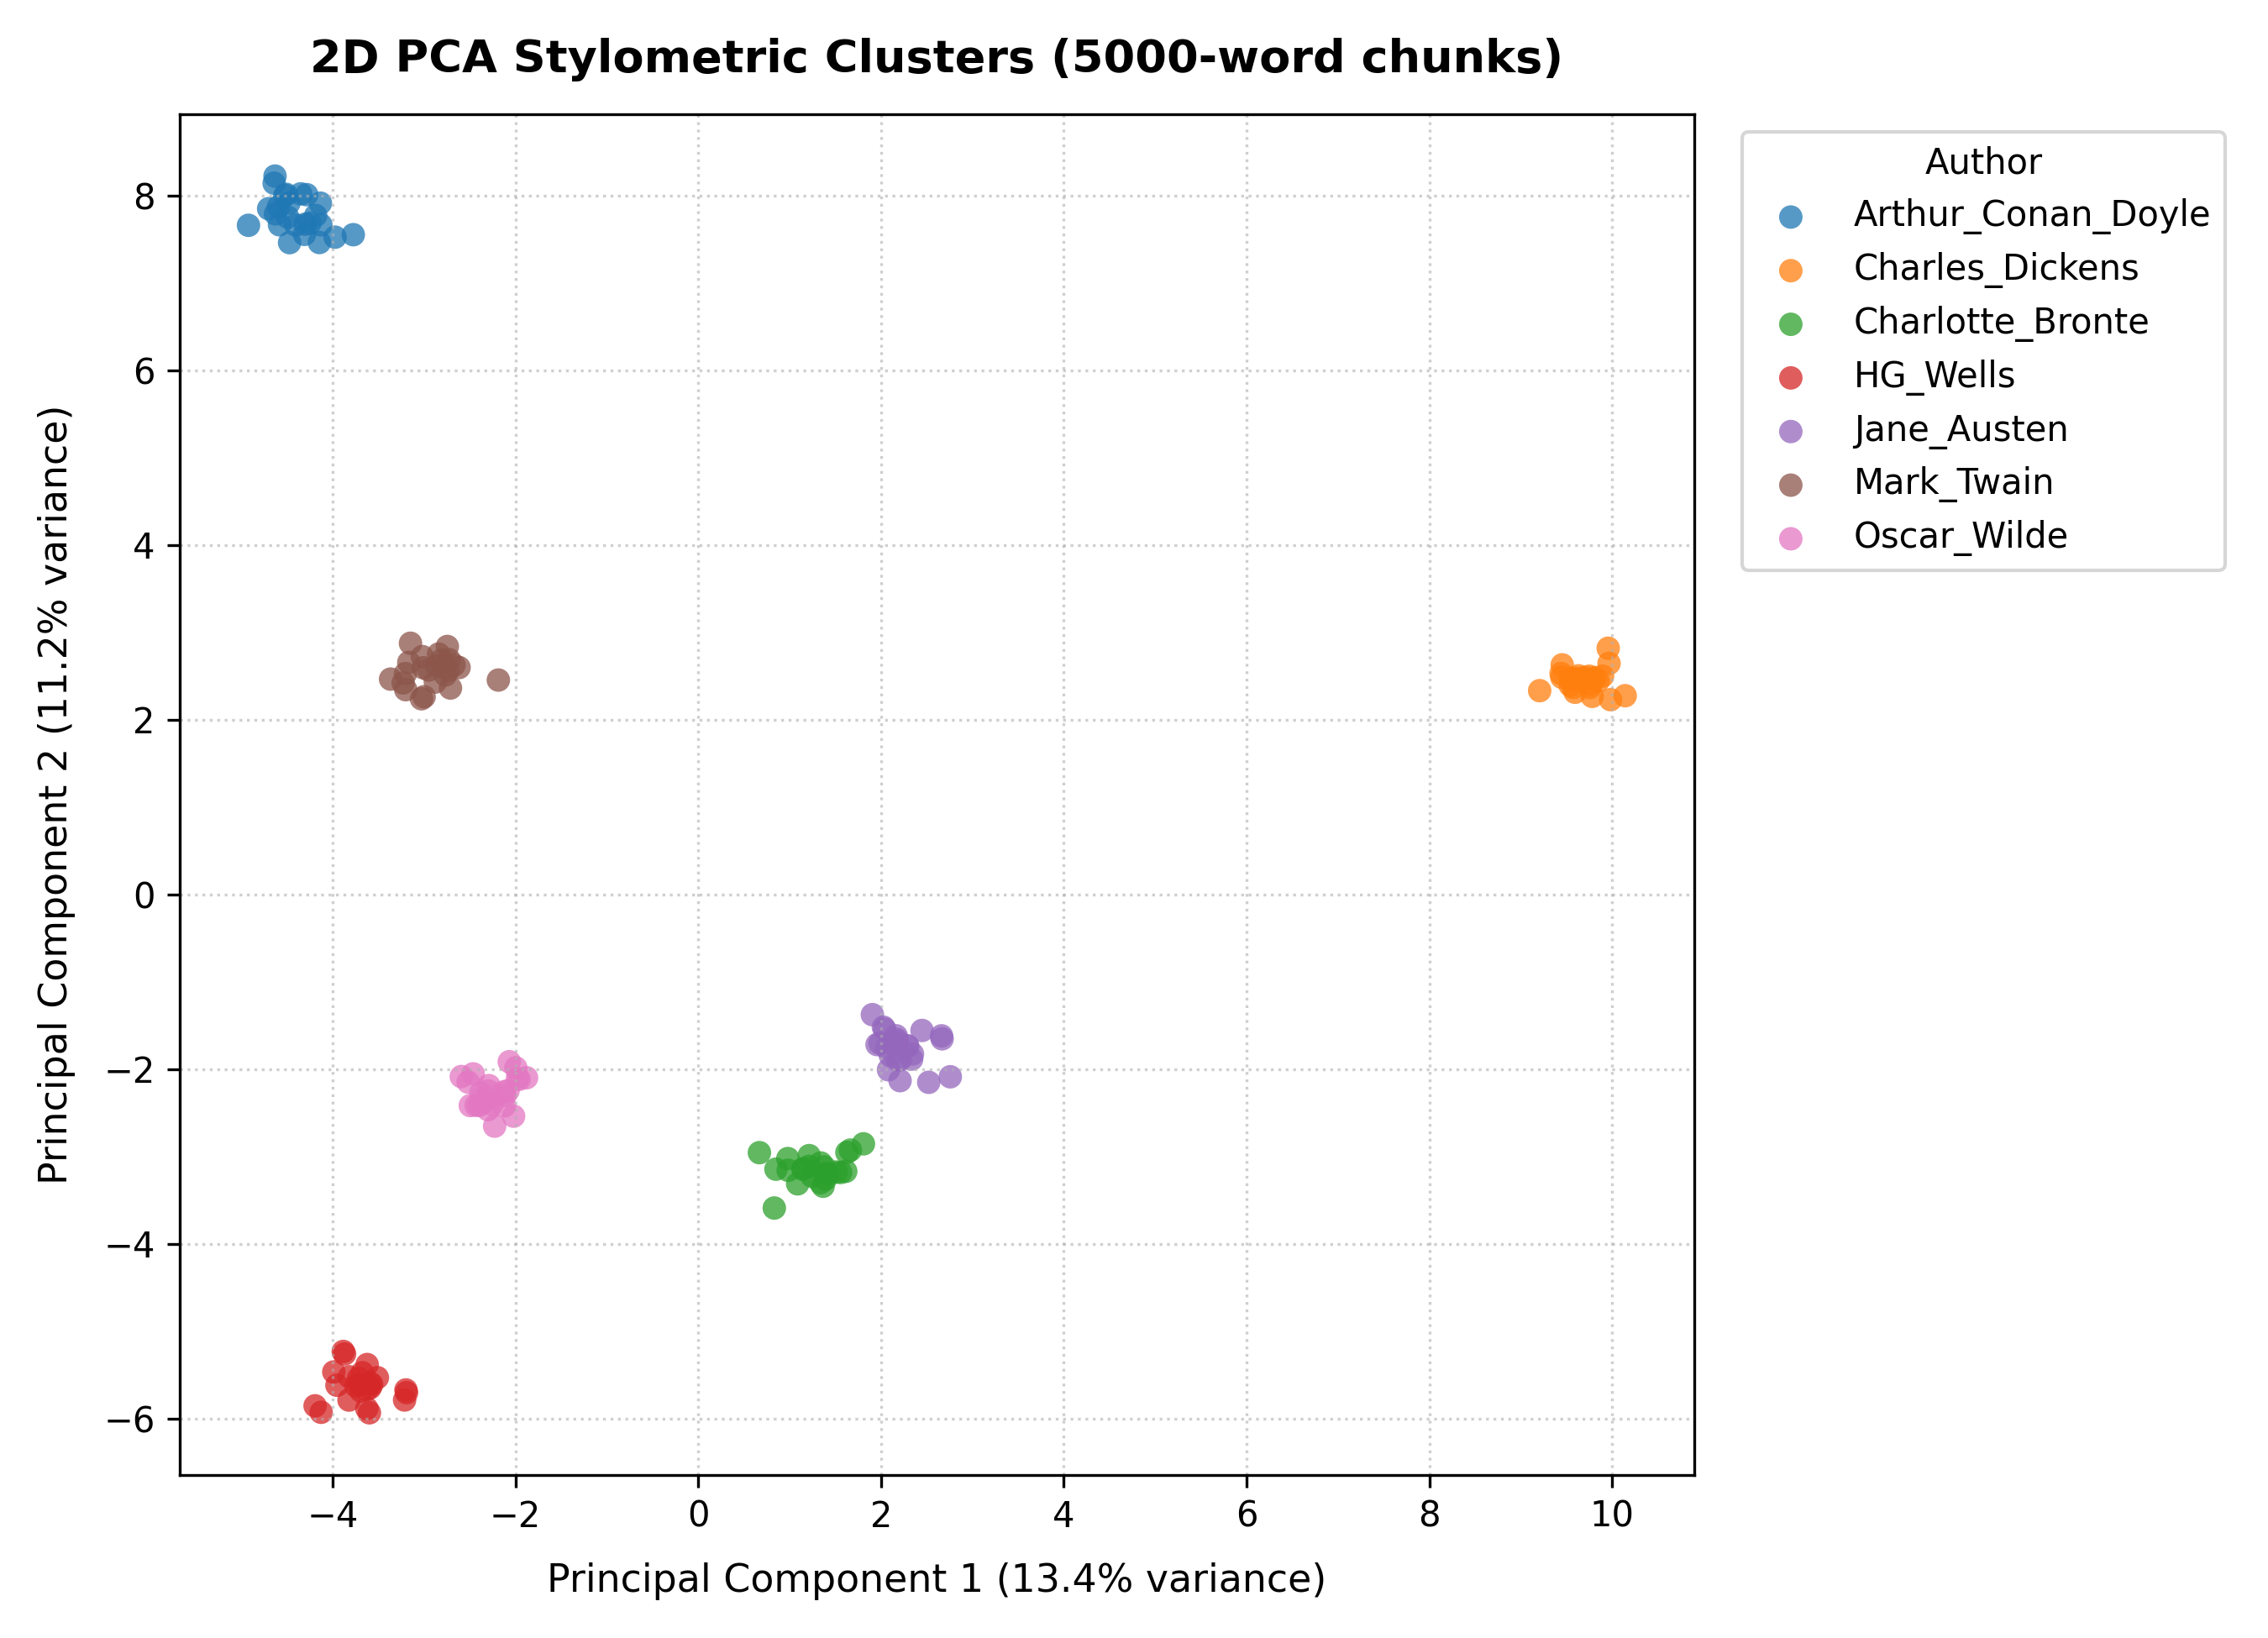 2D PCA Stylometric Clusters (5000-word chunks)
Author
Arthur_Conan_Doyle
Charles_Dickens
Charlotte_Bronte
HG_Wells
Jane_Austen
Mark_Twain
Oscar_Wilde
Principal Component 2 (11.2% variance)
8
6
4
2
0
−2
−4
−6
−4 −2 0 2 4 6 8 10
Principal Component 1 (13.4% variance)